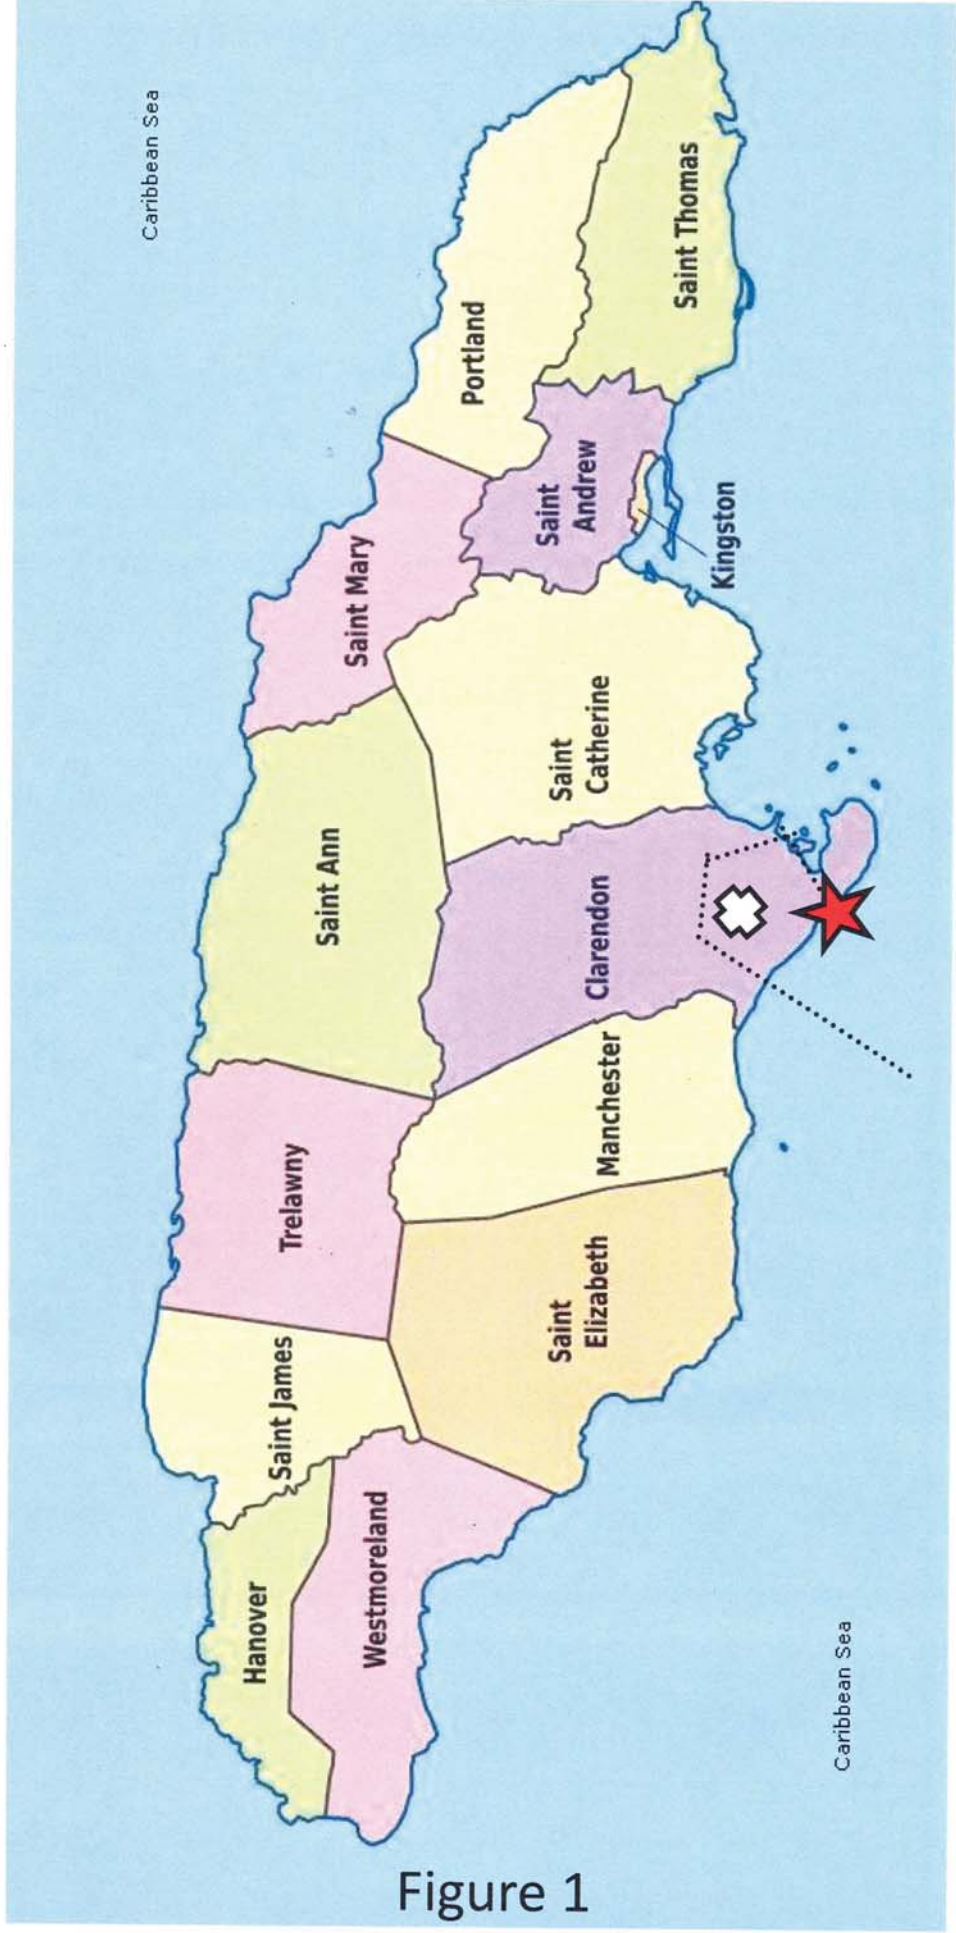 Caribbean Sea
Hanover
Saint James
Westmoreland
Trelawny
Saint Ann
Saint Mary
Portland
Saint
Elizabeth
Manchester
Clarendon
Saint
Catherine
Saint
Andrew
Saint Thomas
Kingston
Caribbean Sea
Figure 1